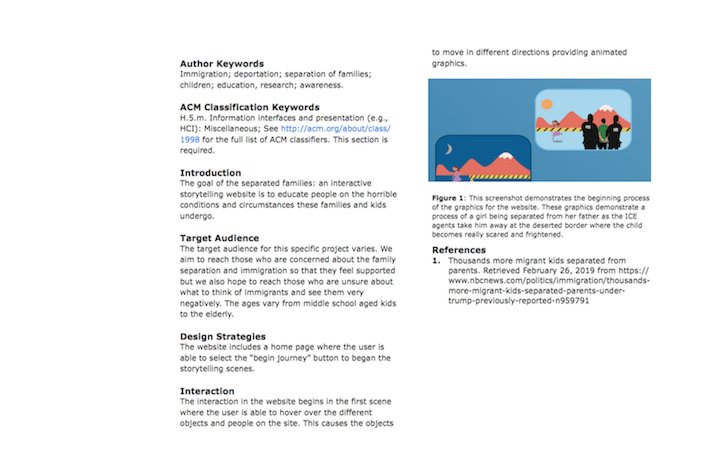 Author Keywords
Immigration; deportation; separation of families;
children; education, research; awareness.
ACM Classification Keywords
H.5.m. Information interfaces and presentation (e.g.,
HCI): Miscellaneous; See http://acm.org/about/class/
1998 for the full list of ACM classifiers. This section is
required.
Introduction
The goal of the separated families: an interactive
storytelling website is to educate people on the horrible
conditions and circumstances these families and kids
undergo.
Target Audience
The target audience for this specific project varies. We
aim to reach those who are concerned about the family
separation and immigration so that they feel supported
but we also hope to reach those who are unsure about
what to think of immigrants and see them very
negatively. The ages vary from middle school aged kids
to the elderly.
Design Strategies
The website includes a home page where the user is
able to select the “begin journey” button to began the
storytelling scenes.
Interaction
The interaction in the website begins in the first scene
where the user is able to hover over the different
objects and people on the site. This causes the objects
to move in different directions providing animated
graphics.
Figure 1: This screenshot demonstrates the beginning process
of the graphics for the website. These graphics demonstrate a
process of a girl being separated from her father as the ICE
agents take him away at the deserted border where the child
becomes really scared and frightened.
References
1. Thousands more migrant kids separated from
parents. Retrieved February 26, 2019 from https://
www.nbcnews.com/politics/immigration/thousands-
more-migrant-kids-separated-parents-under-
trump-previously-reported-n959791